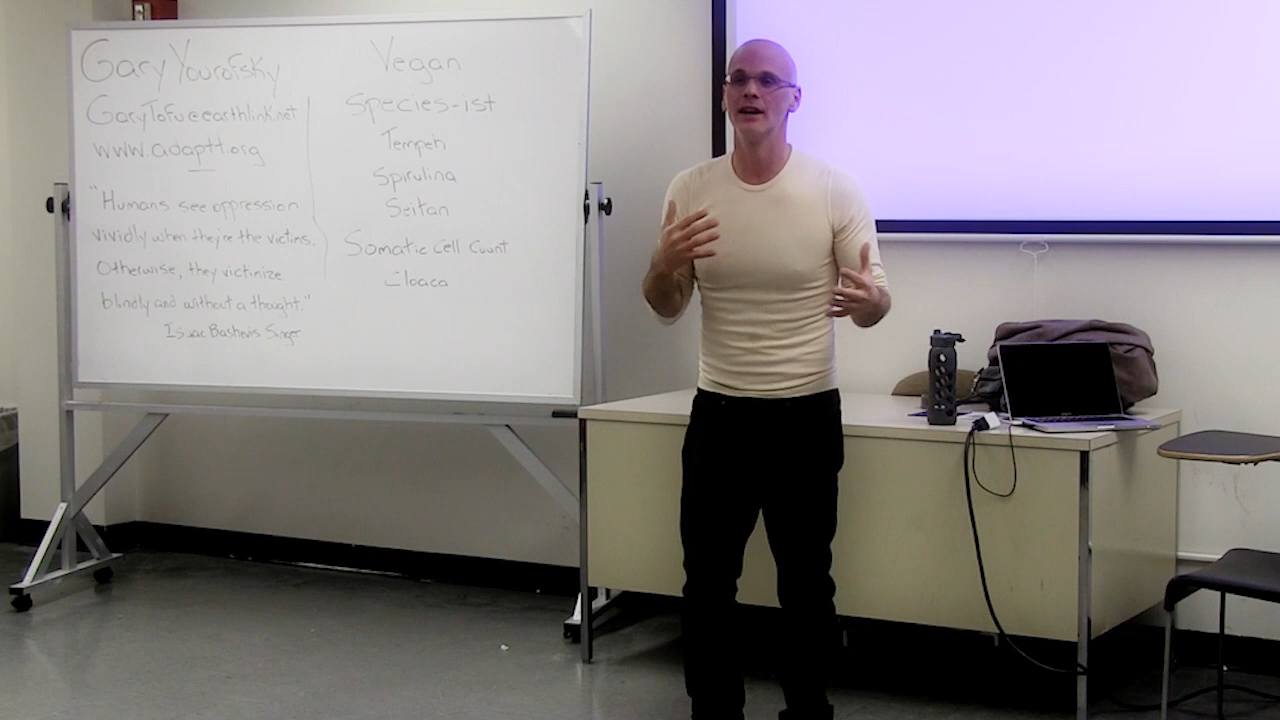 Gary Yourofsky
GaryTofu@earthlink.net
www.adaptt.org
"Humans see oppression
vividly when they're the victims.
Otherwise, they victimize
blindly and without a thought."
Isaac Bashevis Singer
Vegan
Species-ist
Tempeh
Spirulina
Seitan
Somatic Cell Count
Cloaca